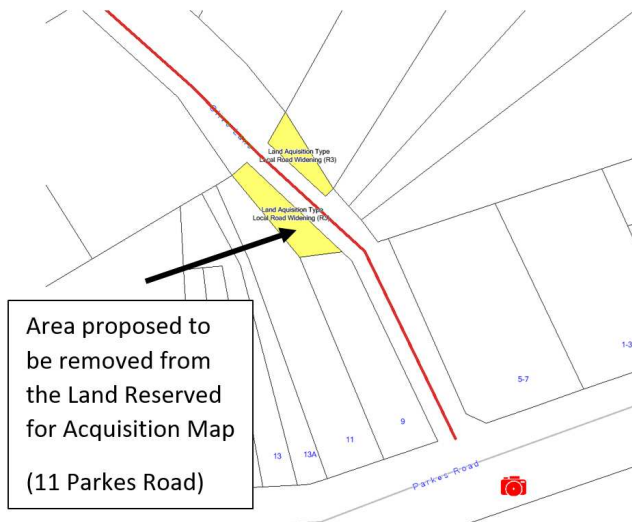 Land Aquisition Type
Local Road Widening (R3)
Land Aquisition Type
Local Road Widening (R3)
Area proposed to
be removed from
the Land Reserved
for Acquisition Map
(11 Parkes Road)
1-3
5-7
9
11
13A
13
Parkes Road